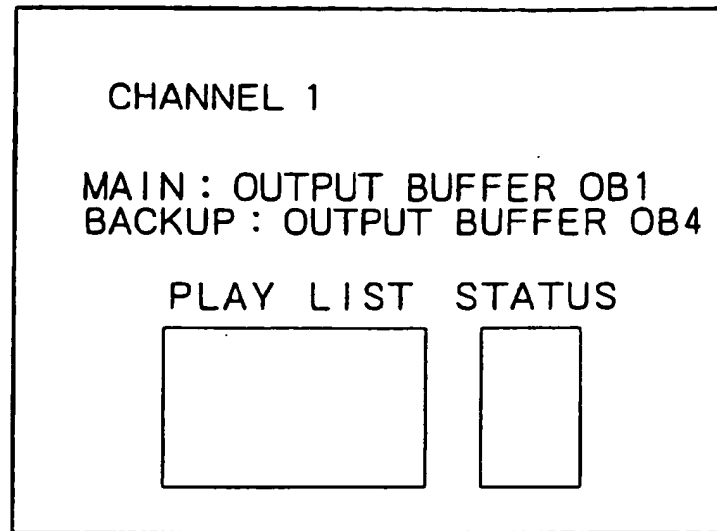 CHANNEL 1
MAIN : OUTPUT BUFFER OB1
BACKUP : OUTPUT BUFFER OB4
PLAY LIST STATUS